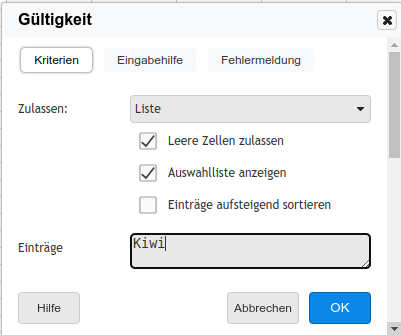 Gültigkeit
Kriterien Eingabehilfe Fehlermeldung
Zulassen: Liste
Leere Zellen zulassen
Auswahlliste anzeigen
Einträge aufsteigend sortieren
Einträge Kiwi
Hilfe Abbrechen OK